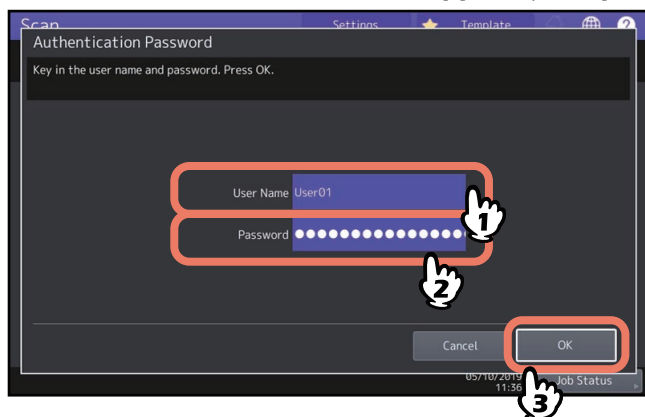 Scan
Settings
Template
?
Authentication Password
Key in the user name and password. Press OK.
User Name User01
1
Password ●●●●●●●●●●●●●●●
2
Cancel
OK
05/10/2019
11:36
Job Status
3